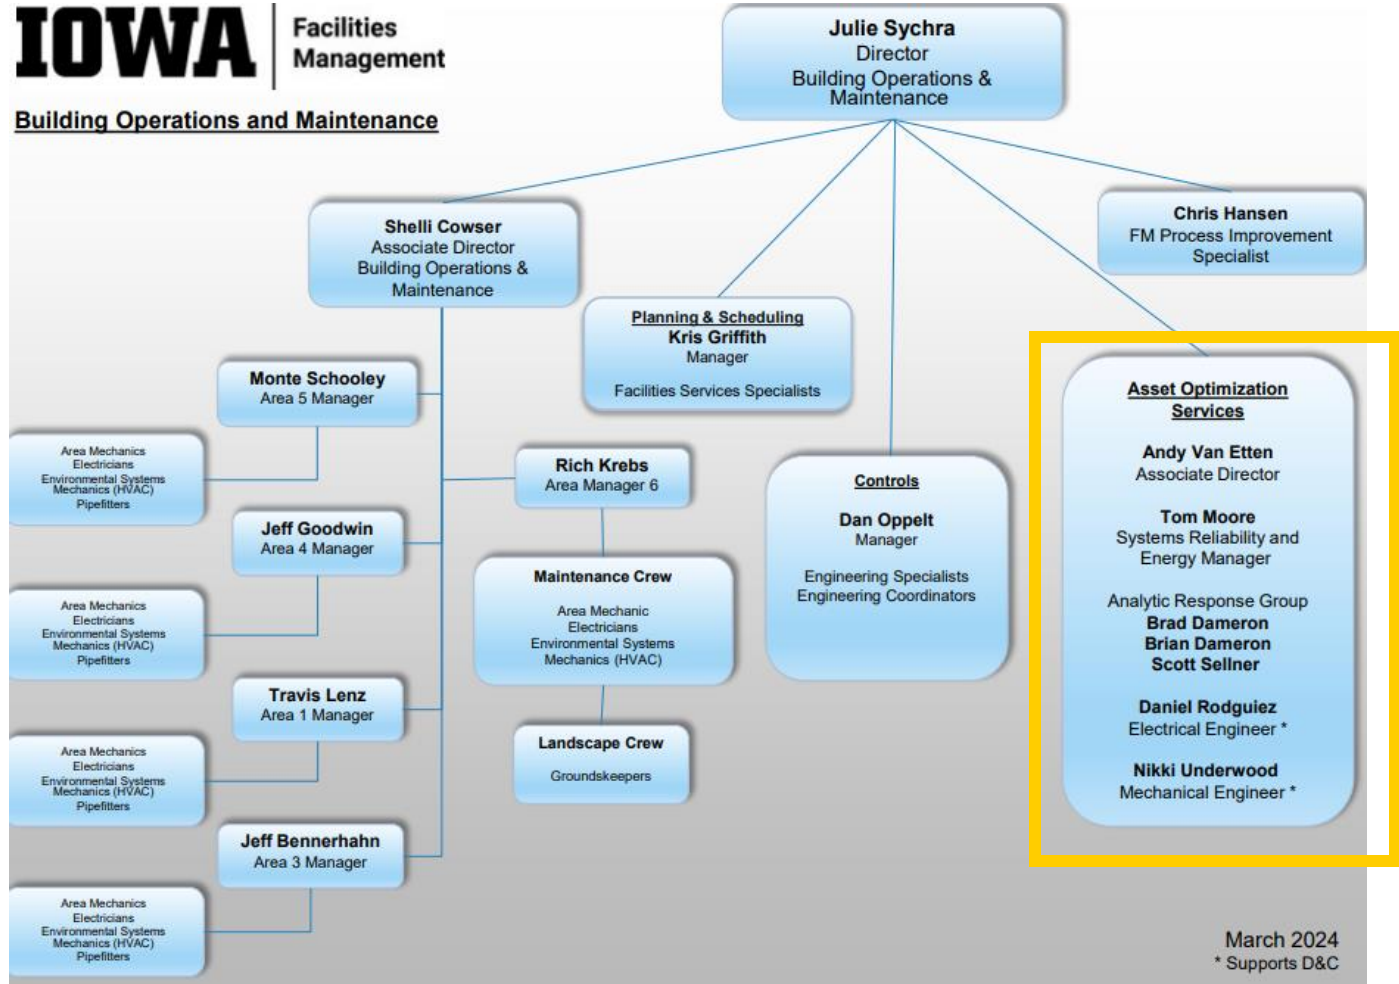 IOWA
Facilities
Management
Building Operations and Maintenance
Julie Sychra
Director
Building Operations &
Maintenance
Shelli Cowser
Associate Director
Building Operations &
Maintenance
Chris Hansen
FM Process Improvement
Specialist
Planning & Scheduling
Kris Griffith
Manager
Facilities Services Specialists
Monte Schooley
Area 5 Manager
Area Mechanics
Electricians
Environmental Systems
Mechanics (HVAC)
Pipefitters
Jeff Goodwin
Area 4 Manager
Area Mechanics
Electricians
Environmental Systems
Mechanics (HVAC)
Pipefitters
Travis Lenz
Area 1 Manager
Area Mechanics
Electricians
Environmental Systems
Mechanics (HVAC)
Pipefitters
Jeff Bennerhahn
Area 3 Manager
Area Mechanics
Electricians
Environmental Systems
Mechanics (HVAC)
Pipefitters
Rich Krebs
Area Manager 6
Maintenance Crew
Area Mechanic
Electricians
Environmental Systems
Mechanics (HVAC)
Landscape Crew
Groundskeepers
Controls
Dan Oppelt
Manager
Engineering Specialists
Engineering Coordinators
Asset Optimization
Services
Andy Van Etten
Associate Director
Tom Moore
Systems Reliability and
Energy Manager
Analytic Response Group
Brad Dameron
Brian Dameron
Scott Sellner
Daniel Rodguiez
Electrical Engineer *
Nikki Underwood
Mechanical Engineer *
March 2024
* Supports D&C